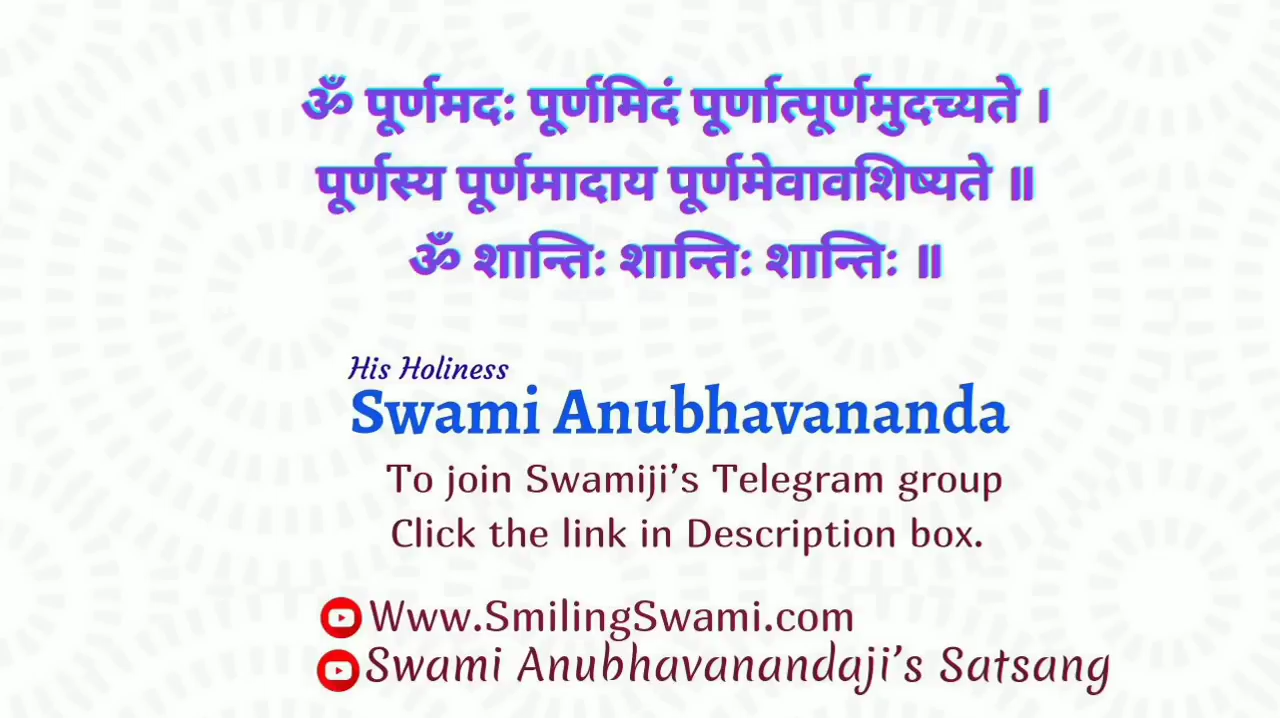 ॐ पूर्णमदः पूर्णमिदं पूर्णात्पूर्णमुदच्यते ।
पूर्णस्य पूर्णमादाय पूर्णमेवावशिष्यते ॥
ॐ शान्तिः शान्तिः शान्तिः ॥
His Holiness
Swami Anubhavananda
To join Swamiji’s Telegram group
Click the link in Description box.
Www.SmilingSwami.com
Swami Anubhavanandaji’s Satsang